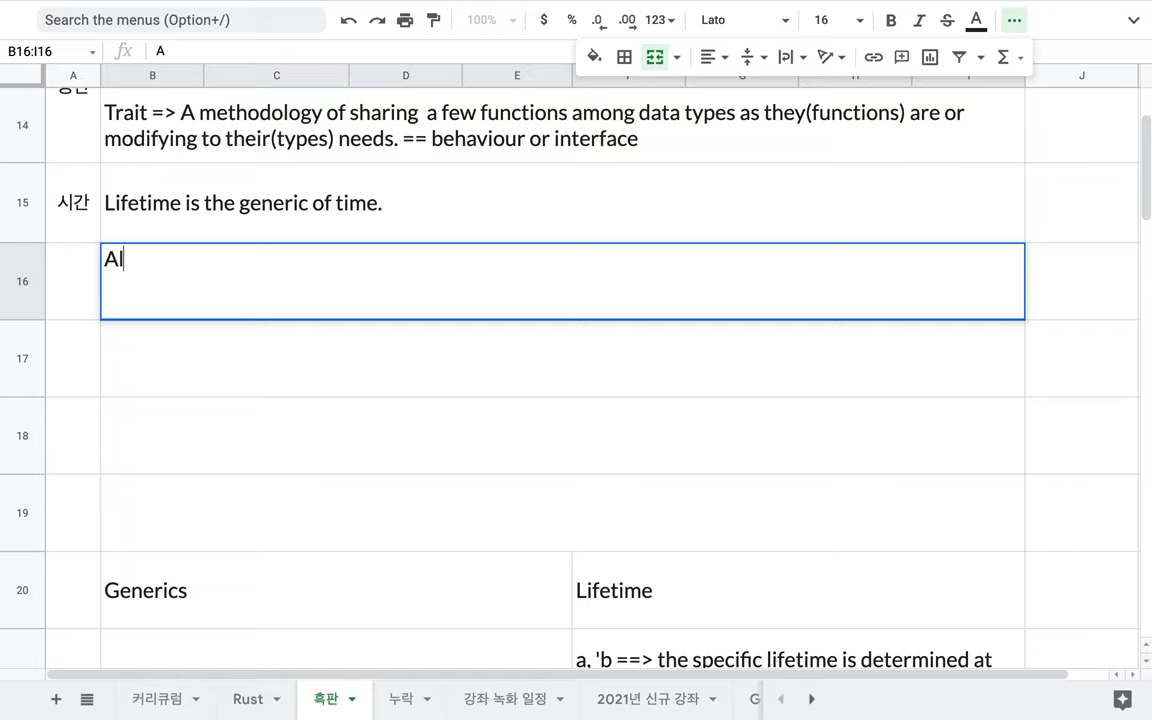 Search the menus (Option+/)
100%
$ % .0 .00 123
Lato
16
B I S A
B16:I16
fx A
A B C D E J
14
Trait => A methodology of sharing a few functions among data types as they(functions) are or
modifying to their(types) needs. == behaviour or interface
15
시간
Lifetime is the generic of time.
16
Al
17
18
19
20
Generics
Lifetime
a, 'b ==> the specific lifetime is determined at
커리큐럼
Rust
흑판
누락
강좌 녹화 일정
2021년 신규 강좌
G